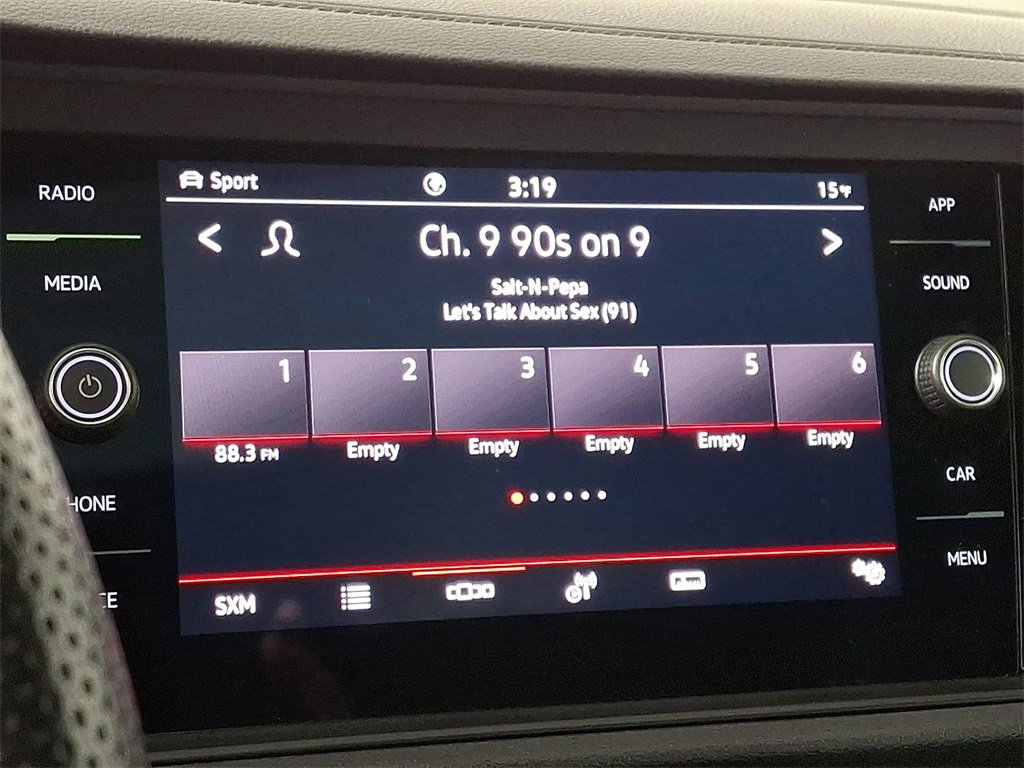 RADIO
MEDIA
HONE
CE
Sport
3:19
15°F
< Ch. 9 90s on 9 >
Salt-N-Pepa
Let's Talk About Sex (91)
1 2 3 4 5 6
88.3 FM Empty Empty Empty Empty Empty
SXM
APP
SOUND
CAR
MENU